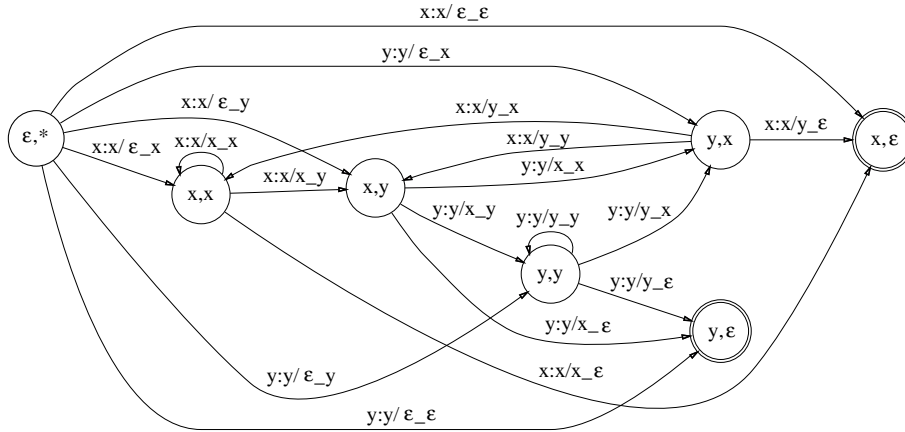 x:x/ ε_ε
y:y/ ε_x
x:x/ ε_y
x:x/y_x
x:x/x_x
x:x/y_y
x:x/y_ε
ε,*
y,x
x,ε
x:x/ ε_x
y:y/x_x
x:x/x_y
x,x
x,y
y:y/x_y
y:y/y_x
y:y/y_y
y,y
y:y/y_ε
y:y/x_ε
y,ε
y:y/ ε_y
x:x/x_ε
y:y/ ε_ε